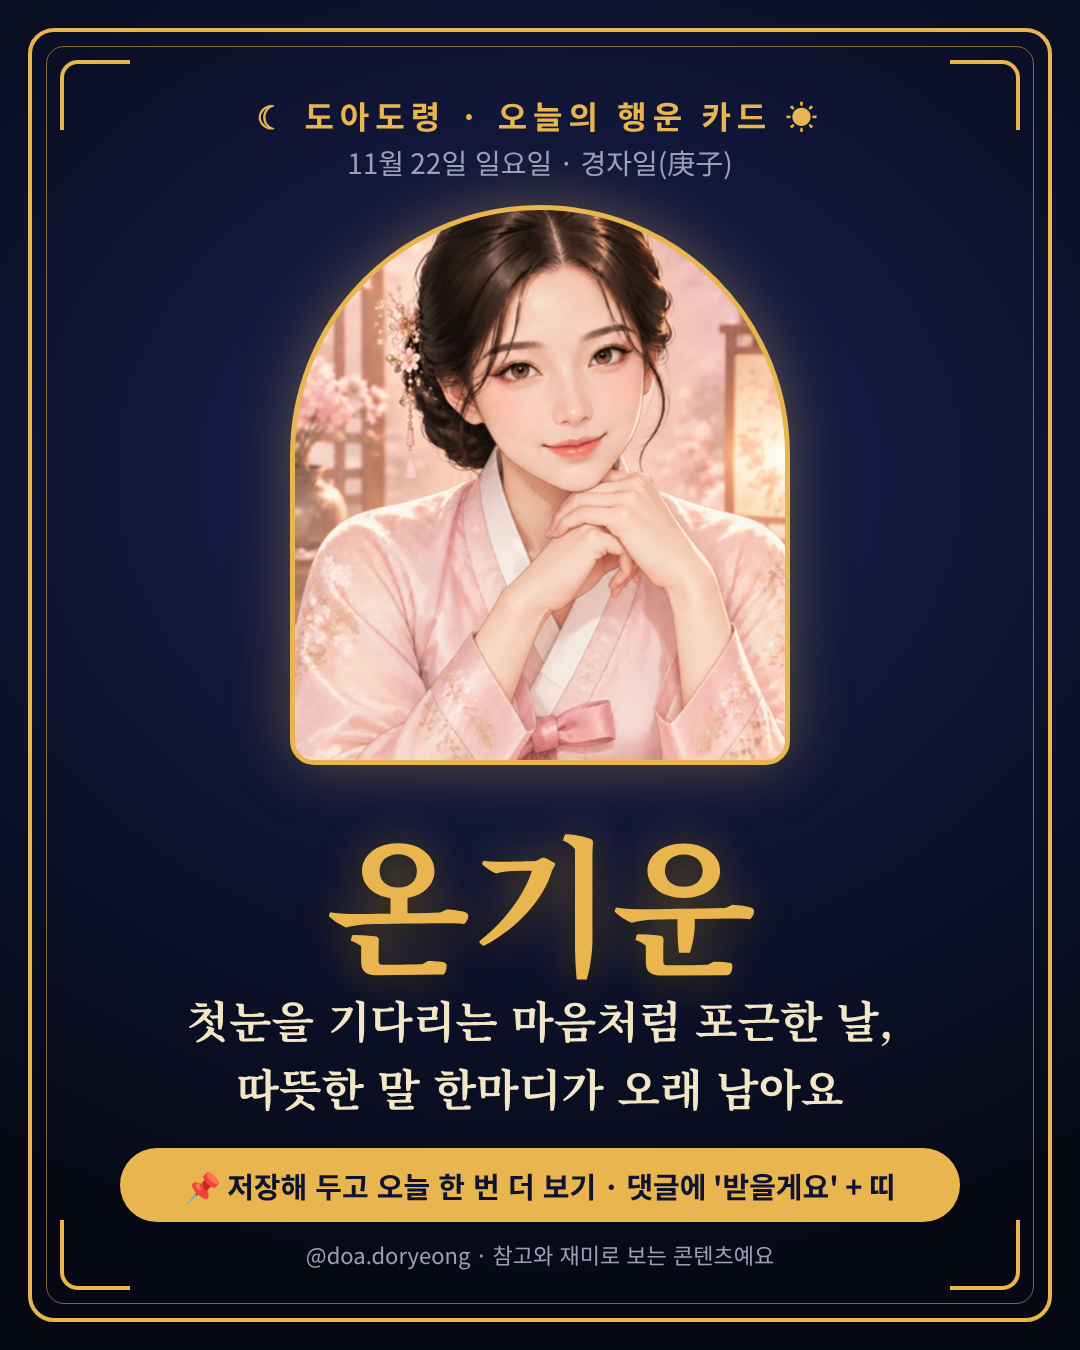 ☾ 도아도령 · 오늘의 행운 카드 ☀
11월 22일 일요일 · 경자일(庚子)
온기운
첫눈을 기다리는 마음처럼 포근한 날,
따뜻한 말 한마디가 오래 남아요
📌 저장해 두고 오늘 한 번 더 보기 · 댓글에 '받을게요' + 띠
@doa.doryeong · 참고와 재미로 보는 콘텐츠예요